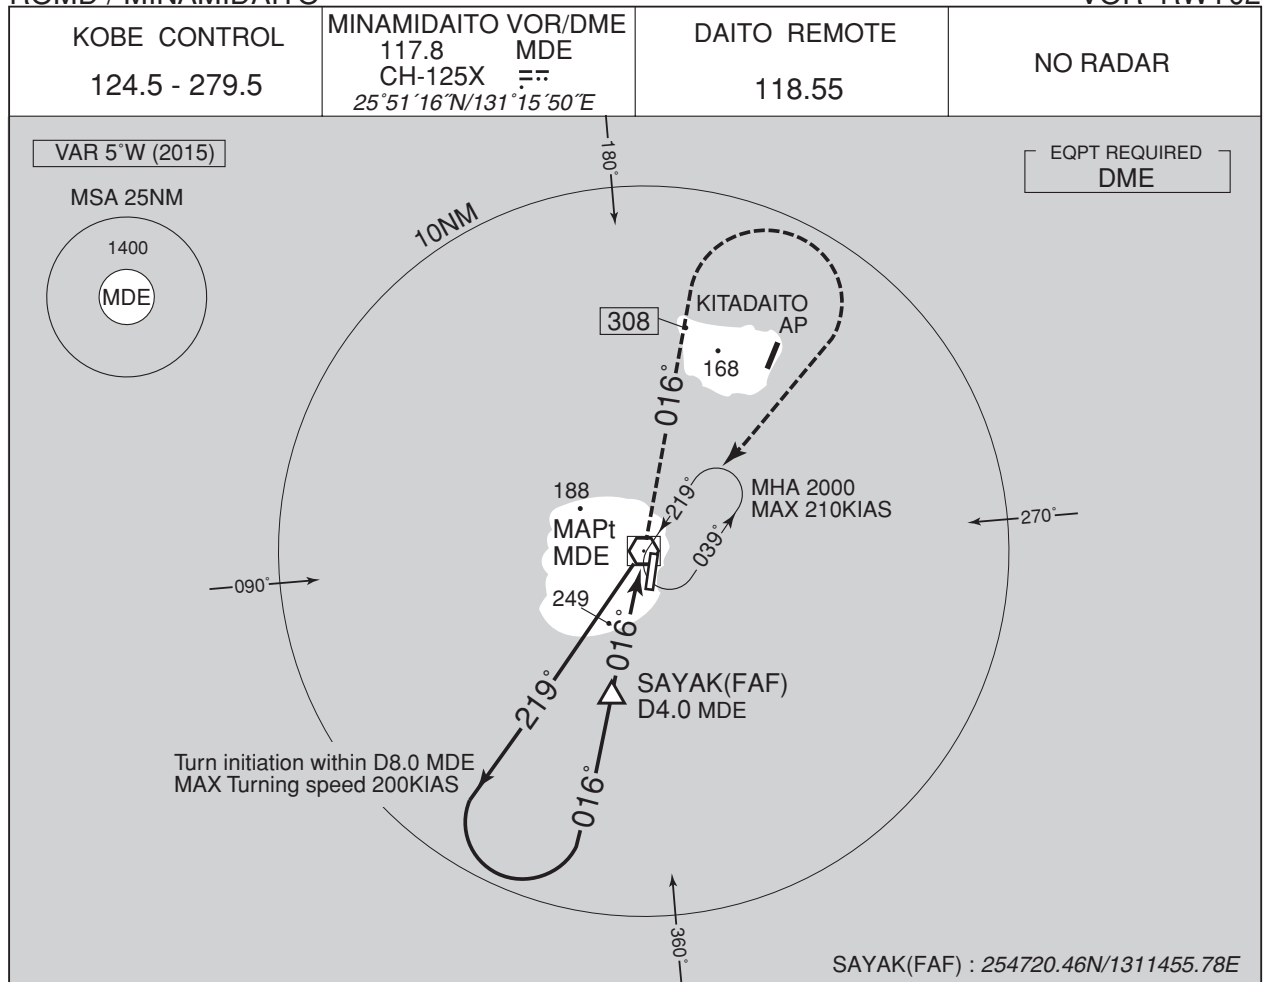 ROMD / MINAMIDAITO
VOR RWY02
KOBE CONTROL
124.5 - 279.5
MINAMIDAITO VOR/DME
117.8 MDE
CH-125X
25°51´16˝N/131°15´50˝E
DAITO REMOTE
118.55
NO RADAR
VAR 5°W (2015)
EQPT REQUIRED
DME
MSA 25NM
1400
MDE
180°
10NM
KITADAITO
AP
308
168
016°
188
MAPt
MDE
219°
039°
MHA 2000
MAX 210KIAS
270°
090°
249
016°
SAYAK(FAF)
D4.0 MDE
219°
Turn initiation within D8.0 MDE
MAX Turning speed 200KIAS
016°
360°
SAYAK(FAF) : 254720.46N/1311455.78E